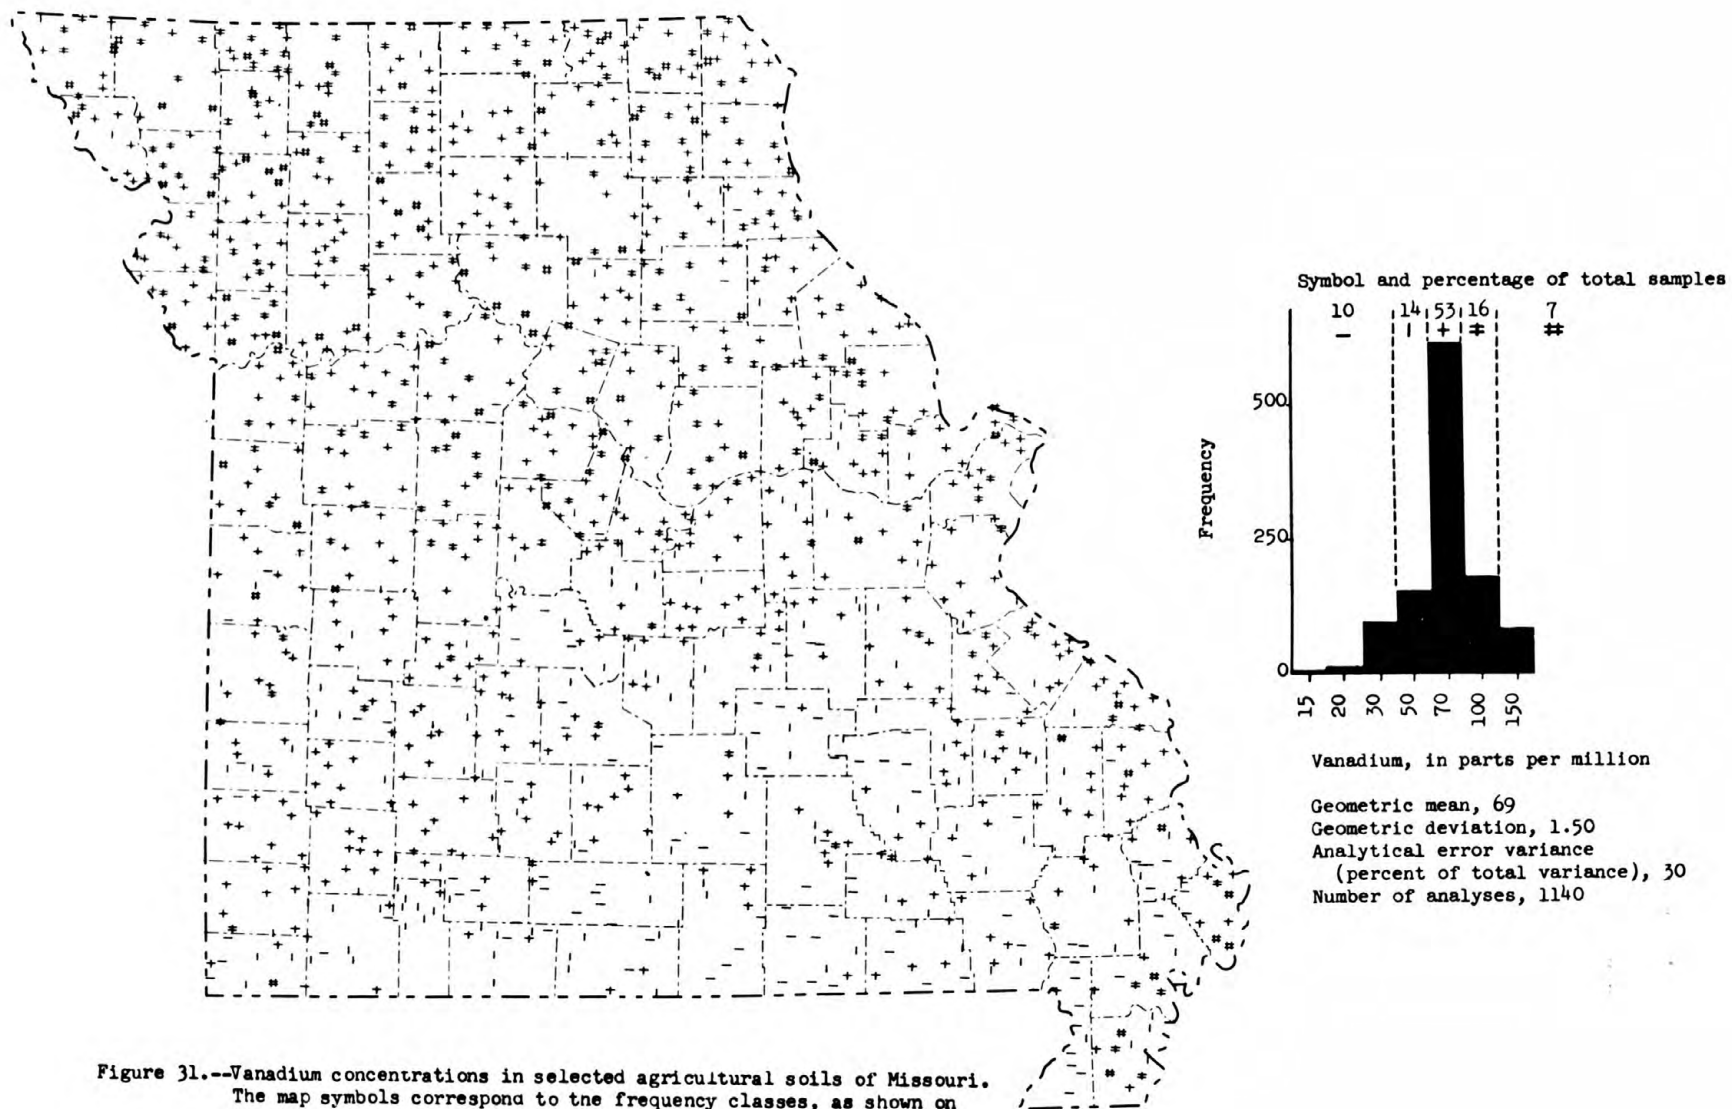 Symbol and percentage of total samples
10 14 53 16 7
− | + ‡ #
500
250
0
Frequency
15 20 30 50 70 100 150
Vanadium, in parts per million
Geometric mean, 69
Geometric deviation, 1.50
Analytical error variance
(percent of total variance), 30
Number of analyses, 1140
Figure 31.--Vanadium concentrations in selected agricultural soils of Missouri.
The map symbols correspond to the frequency classes, as shown on